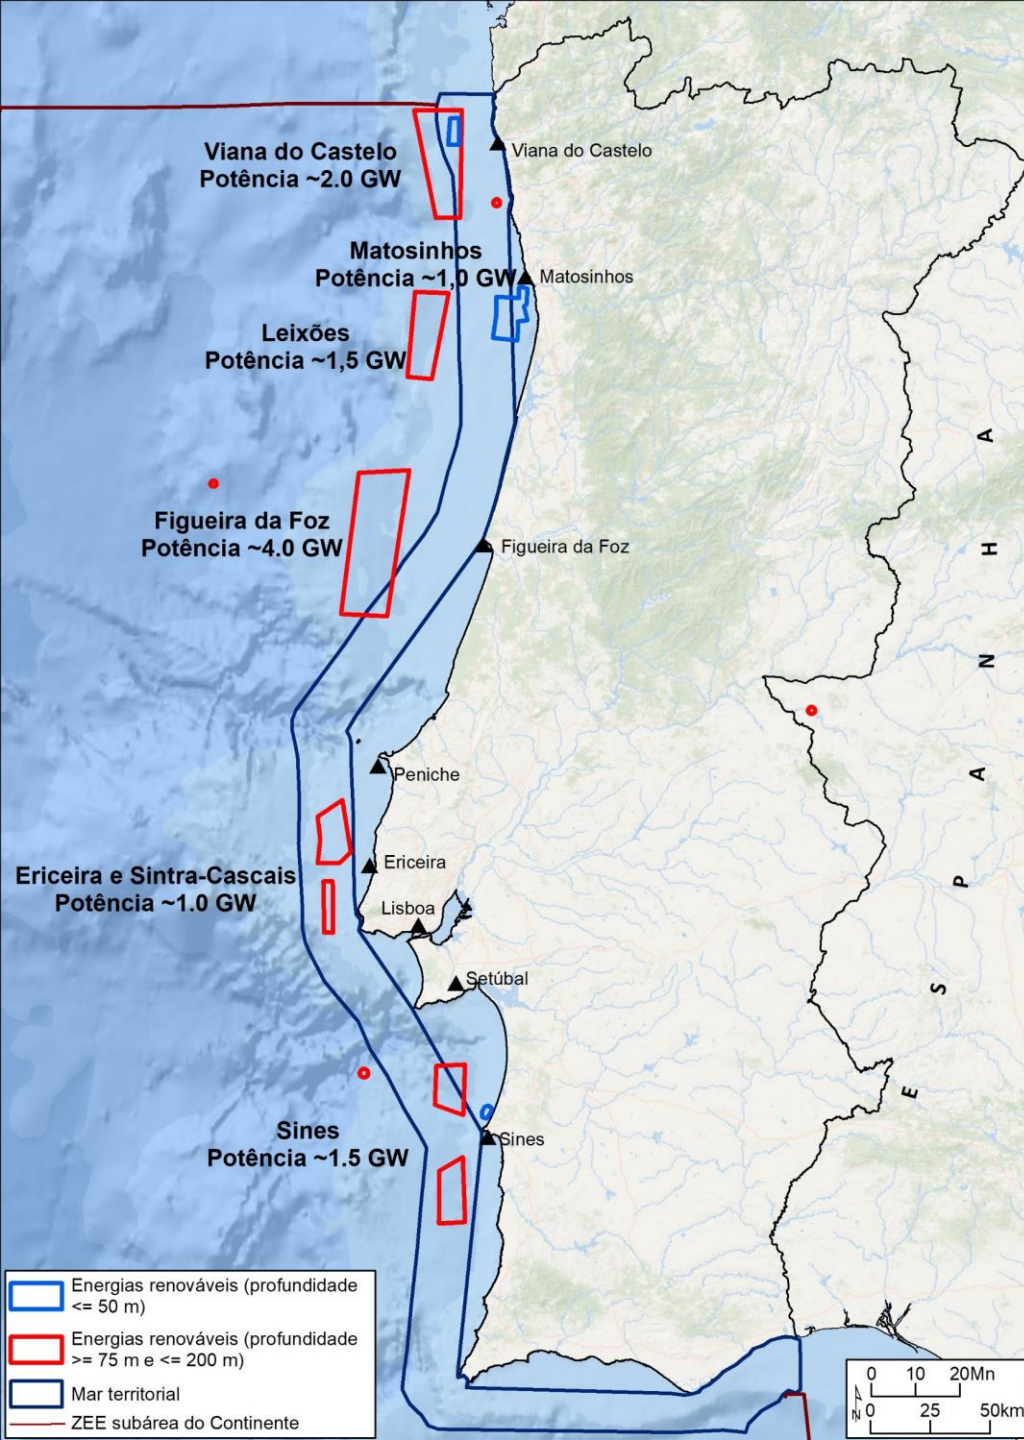 Viana do Castelo
Potência ~2.0 GW
Viana do Castelo
Matosinhos
Potência ~1,0 GW
Matosinhos
Leixões
Potência ~1,5 GW
Figueira da Foz
Potência ~4.0 GW
Figueira da Foz
Peniche
Ericeira
Ericeira e Sintra-Cascais
Potência ~1.0 GW
Lisboa
Setúbal
Sines
Potência ~1.5 GW
Sines
E S P A N H A
Energias renováveis (profundidade
<= 50 m)
Energias renováveis (profundidade
>= 75 m e <= 200 m)
Mar territorial
ZEE subárea do Continente
0 10 20Mn
N
0 25 50km